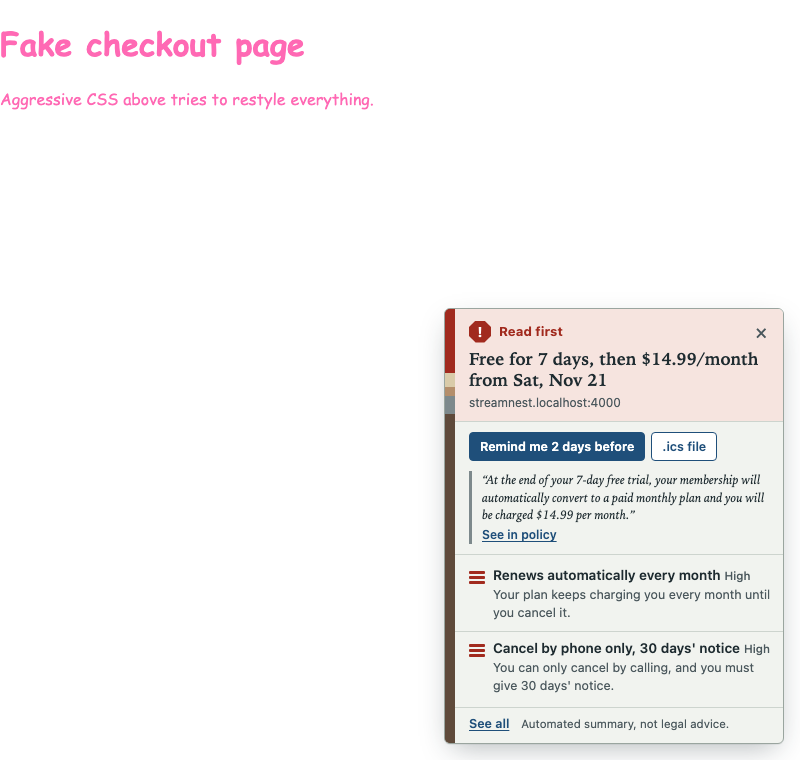 Fake checkout page
Aggressive CSS above tries to restyle everything.
! Read first ×
Free for 7 days, then $14.99/month
from Sat, Nov 21
streamnest.localhost:4000
Remind me 2 days before .ics file
“At the end of your 7-day free trial, your membership will
automatically convert to a paid monthly plan and you will
be charged $14.99 per month.”
See in policy
Renews automatically every month High
Your plan keeps charging you every month until
you cancel it.
Cancel by phone only, 30 days' notice High
You can only cancel by calling, and you must
give 30 days' notice.
See all Automated summary, not legal advice.